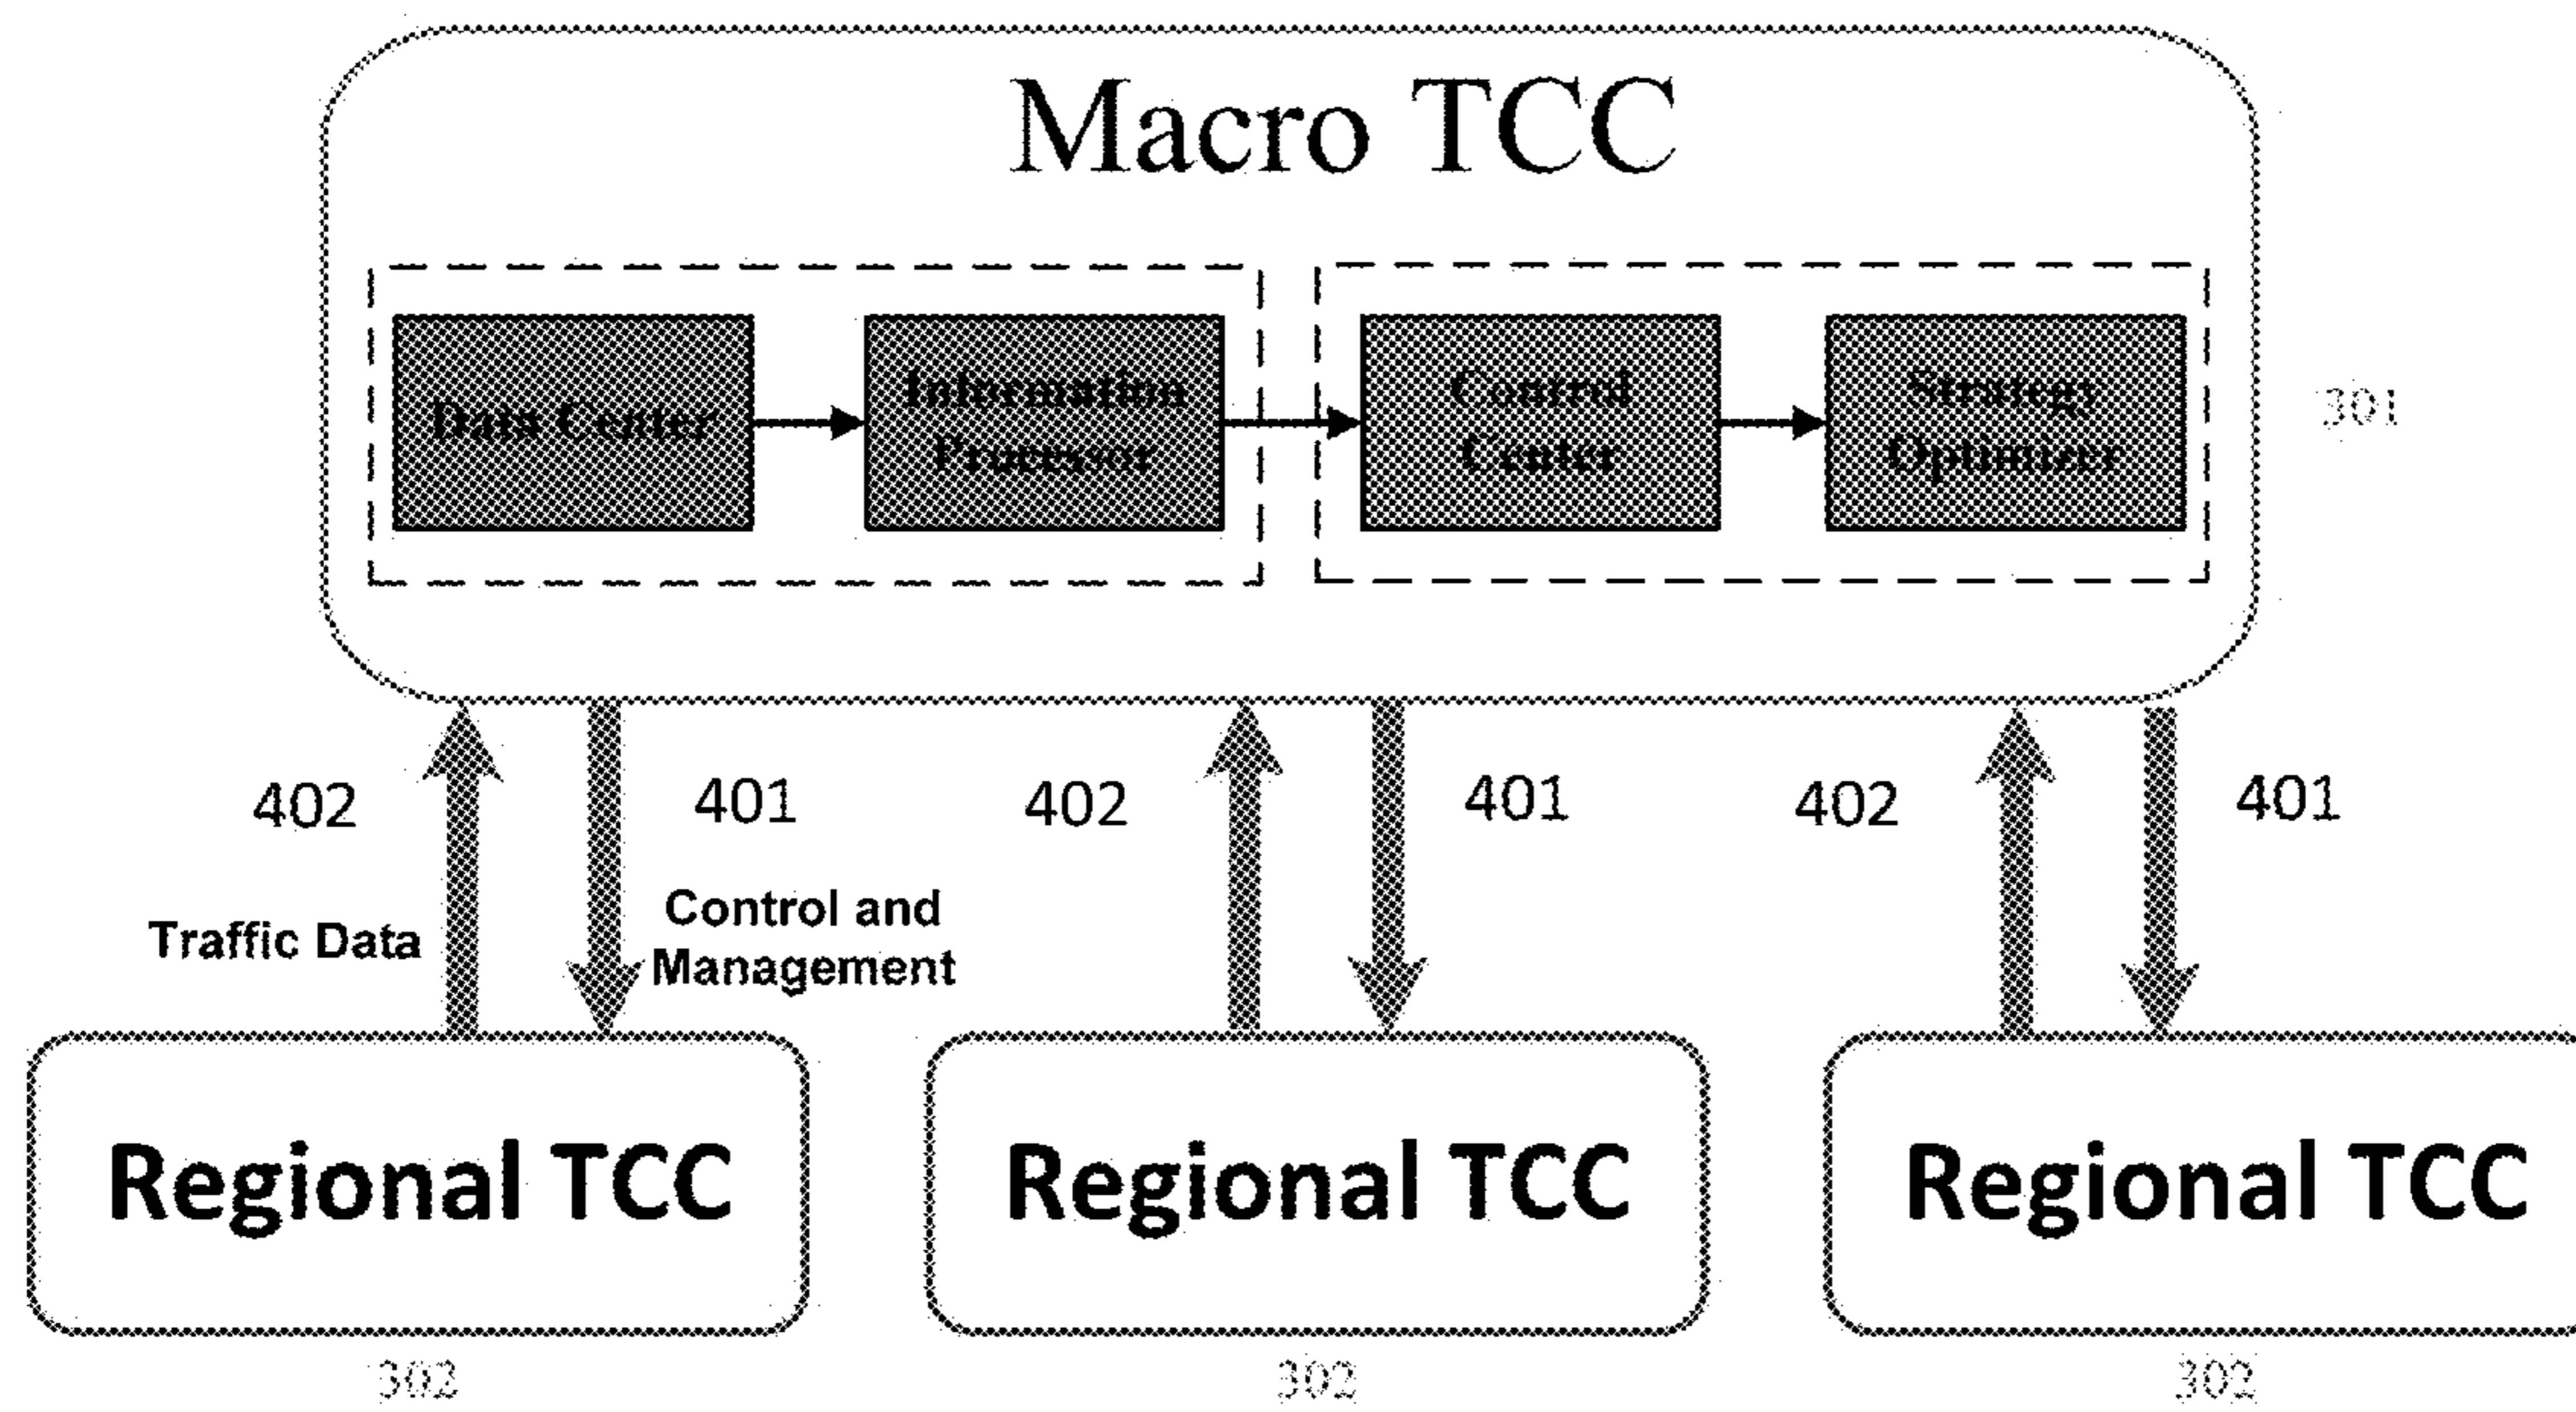 Macro TCC
Data Center
Information
Processor
Control
Center
Strategy
Optimizer
301
402
401
402
401
402
401
Traffic Data
Control and
Management
Regional TCC
Regional TCC
Regional TCC
302
302
302